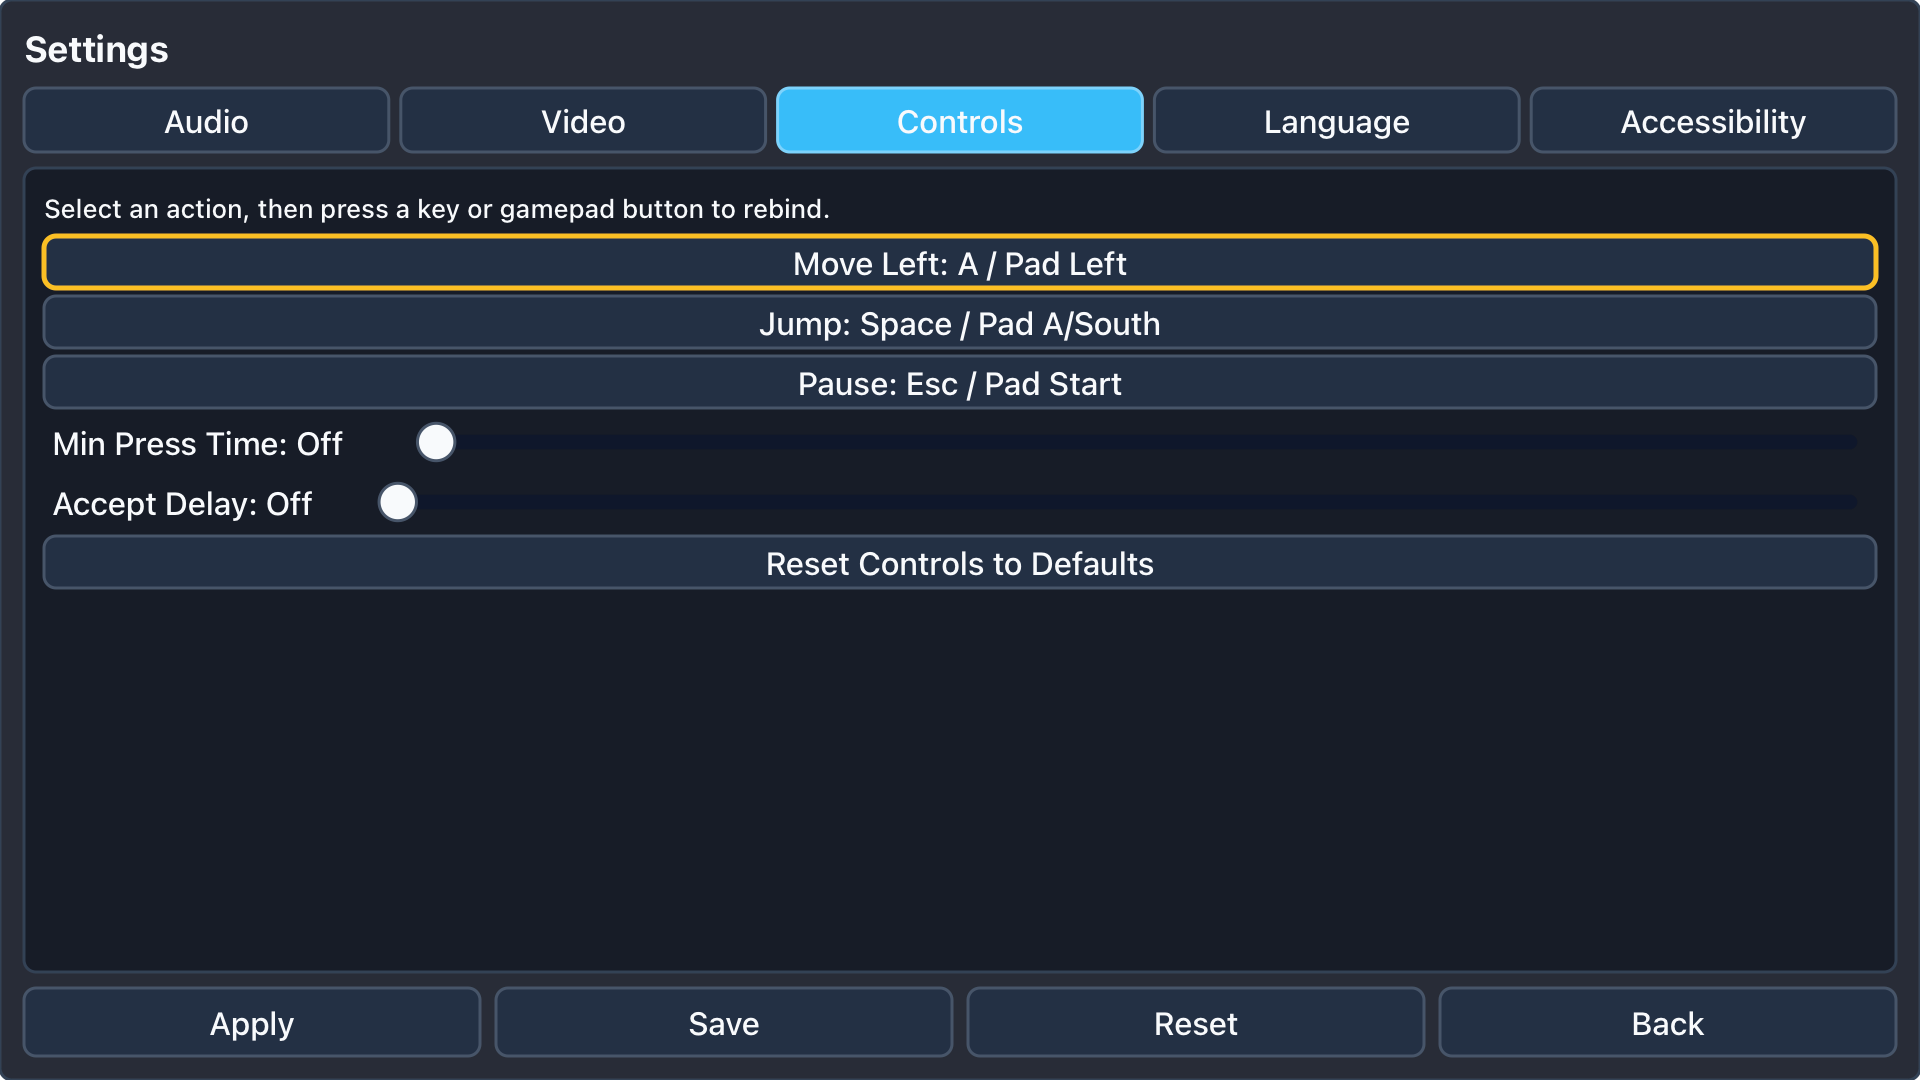 Settings
Audio
Video
Controls
Language
Accessibility
Select an action, then press a key or gamepad button to rebind.
Move Left: A / Pad Left
Jump: Space / Pad A/South
Pause: Esc / Pad Start
Min Press Time: Off
Accept Delay: Off
Reset Controls to Defaults
Apply
Save
Reset
Back